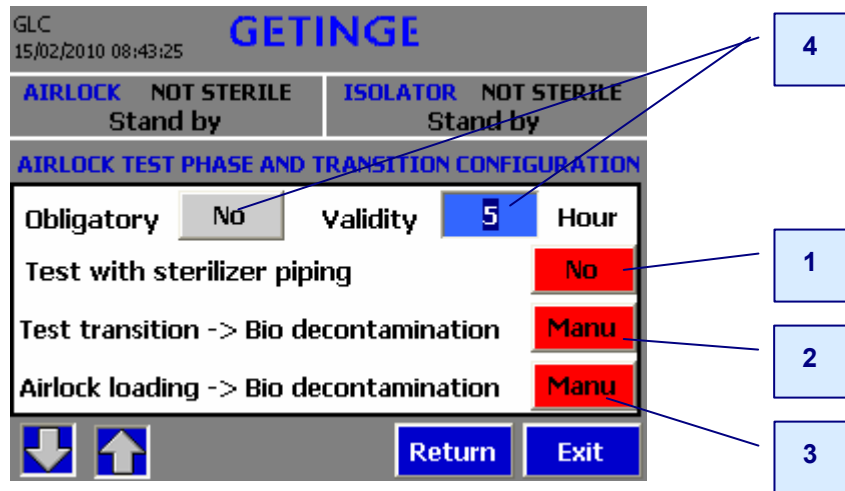 GLC
15/02/2010 08:43:25
GETINGE
4
AIRLOCK NOT STERILE ISOLATOR NOT STERILE
Stand by Stand by
AIRLOCK TEST PHASE AND TRANSITION CONFIGURATION
Obligatory No Validity 5 Hour
Test with sterilizer piping No
1
Test transition -> Bio decontamination Manu
2
Airlock loading -> Bio decontamination Manu
Return Exit
3